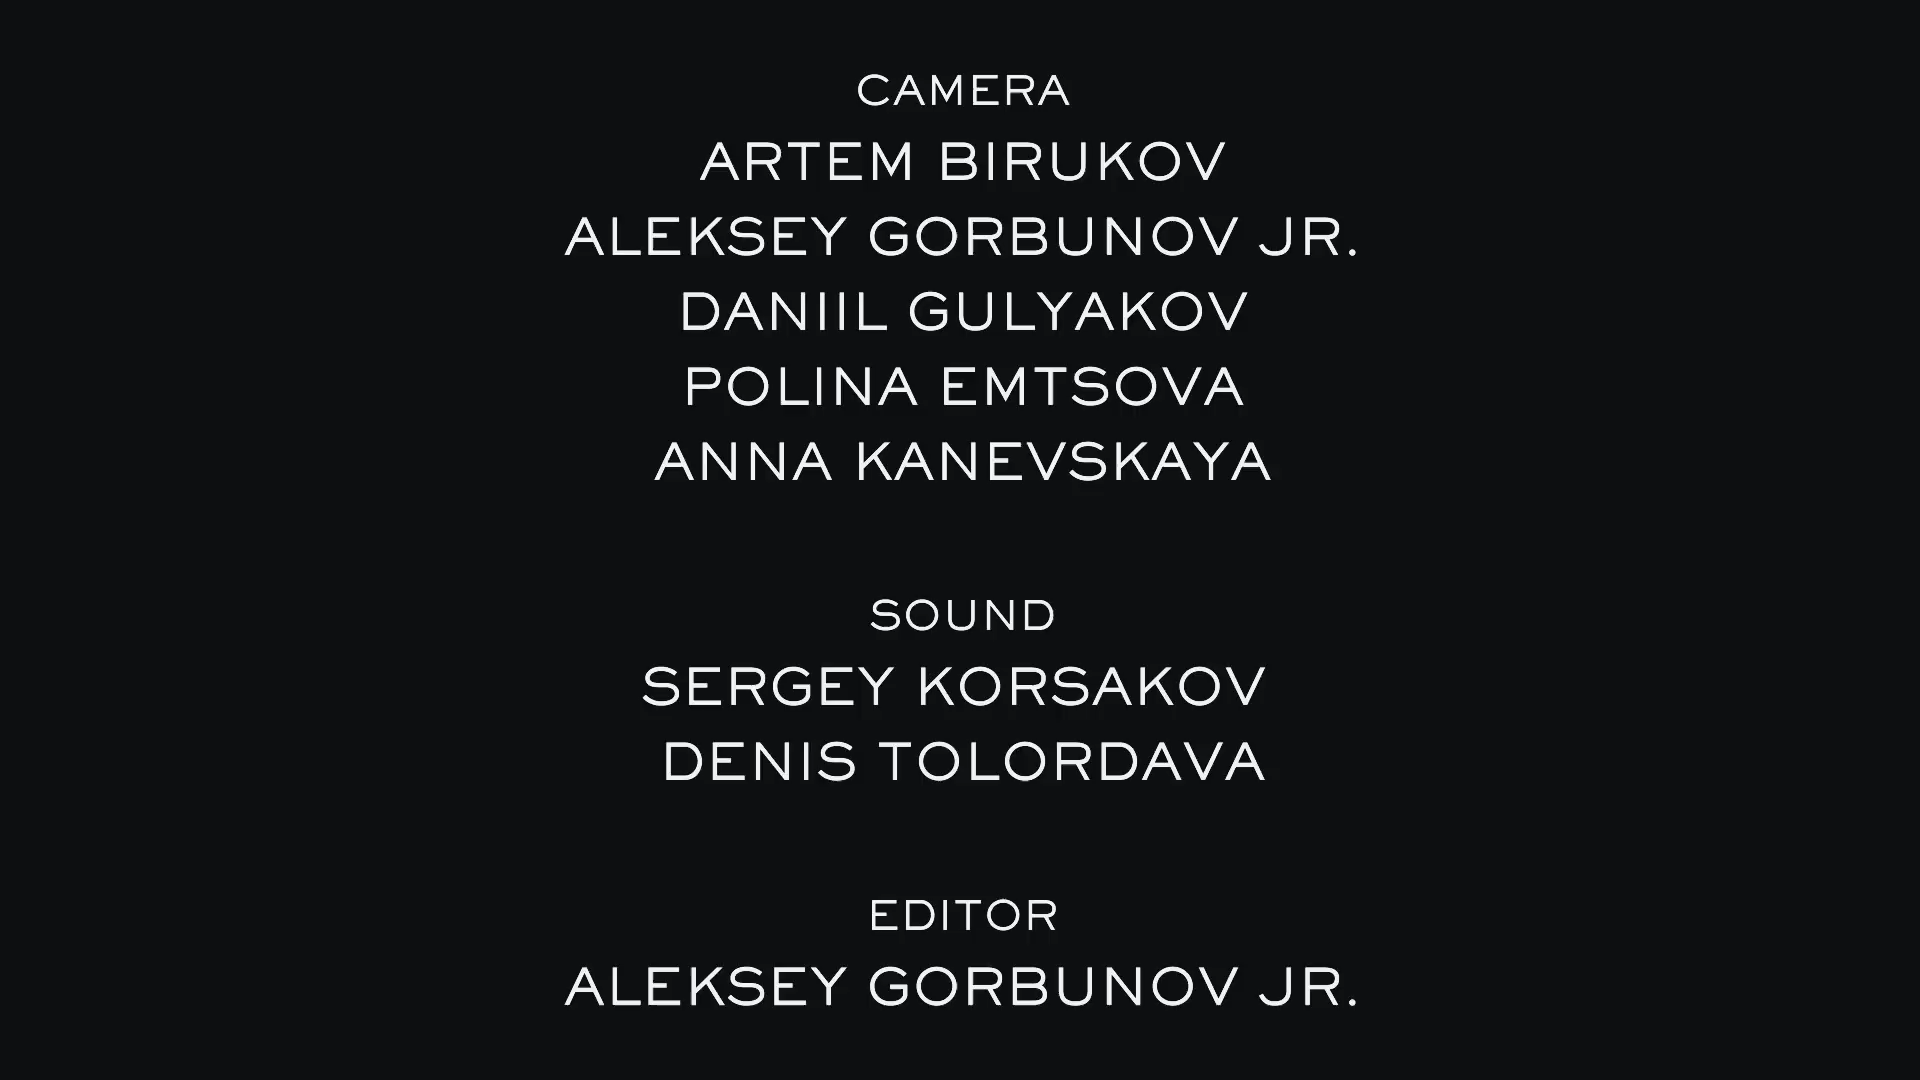 CAMERA
ARTEM BIRUKOV
ALEKSEY GORBUNOV JR.
DANIIL GULYAKOV
POLINA EMTSOVA
ANNA KANEVSKAYA
SOUND
SERGEY KORSAKOV
DENIS TOLORDAVA
EDITOR
ALEKSEY GORBUNOV JR.